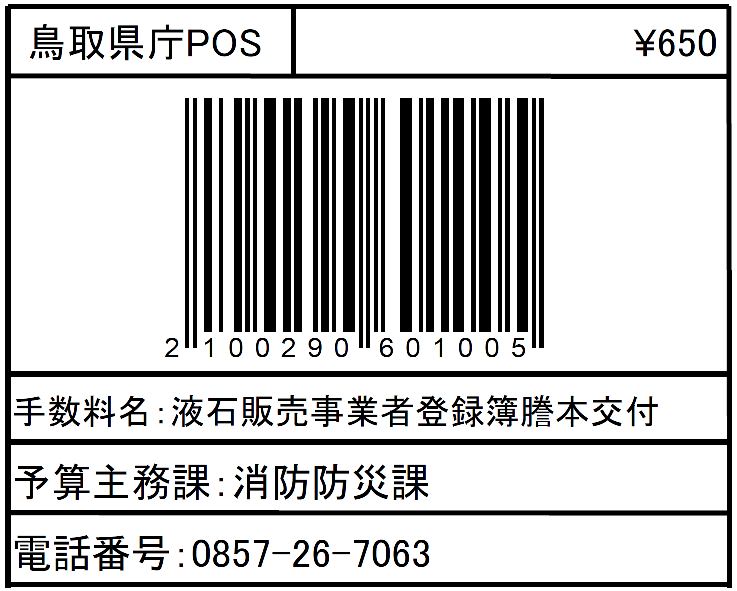 鳥取県庁POS
¥650
2 100290 601005
手数料名:液石販売事業者登録簿謄本交付
予算主務課:消防防災課
電話番号:0857-26-7063